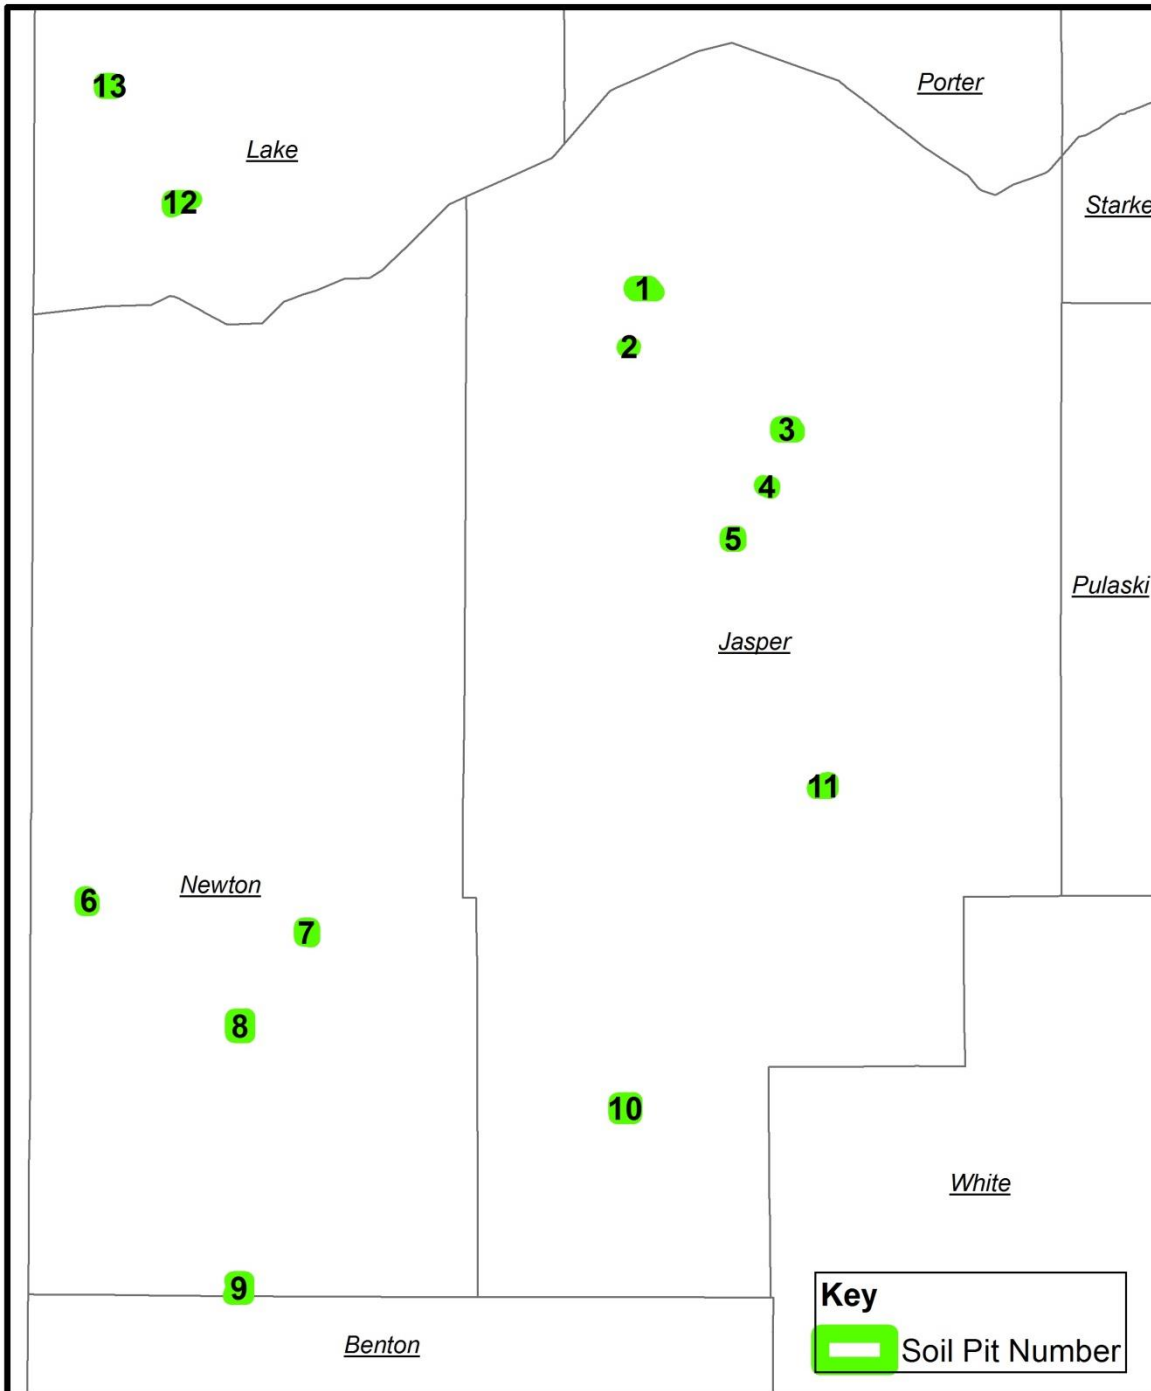 13
Porter
Lake
12
Starke
1
2
3
4
5
Pulaski
Jasper
11
Newton
6
7
8
10
White
9
Key
Benton
Soil Pit Number